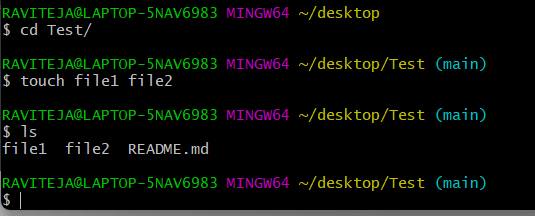 RAVITEJA@LAPTOP-5NAV6983 MINGW64 ~/desktop
$ cd Test/
RAVITEJA@LAPTOP-5NAV6983 MINGW64 ~/desktop/Test (main)
$ touch file1 file2
RAVITEJA@LAPTOP-5NAV6983 MINGW64 ~/desktop/Test (main)
$ ls
file1  file2  README.md
RAVITEJA@LAPTOP-5NAV6983 MINGW64 ~/desktop/Test (main)
$